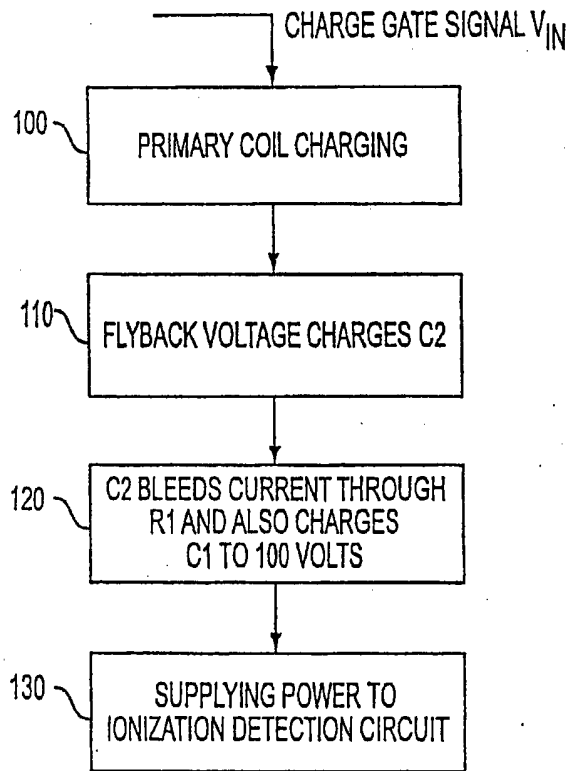 CHARGE GATE SIGNAL VIN
100
PRIMARY COIL CHARGING
110
FLYBACK VOLTAGE CHARGES C2
120
C2 BLEEDS CURRENT THROUGH
R1 AND ALSO CHARGES
C1 TO 100 VOLTS
130
SUPPLYING POWER TO
IONIZATION DETECTION CIRCUIT